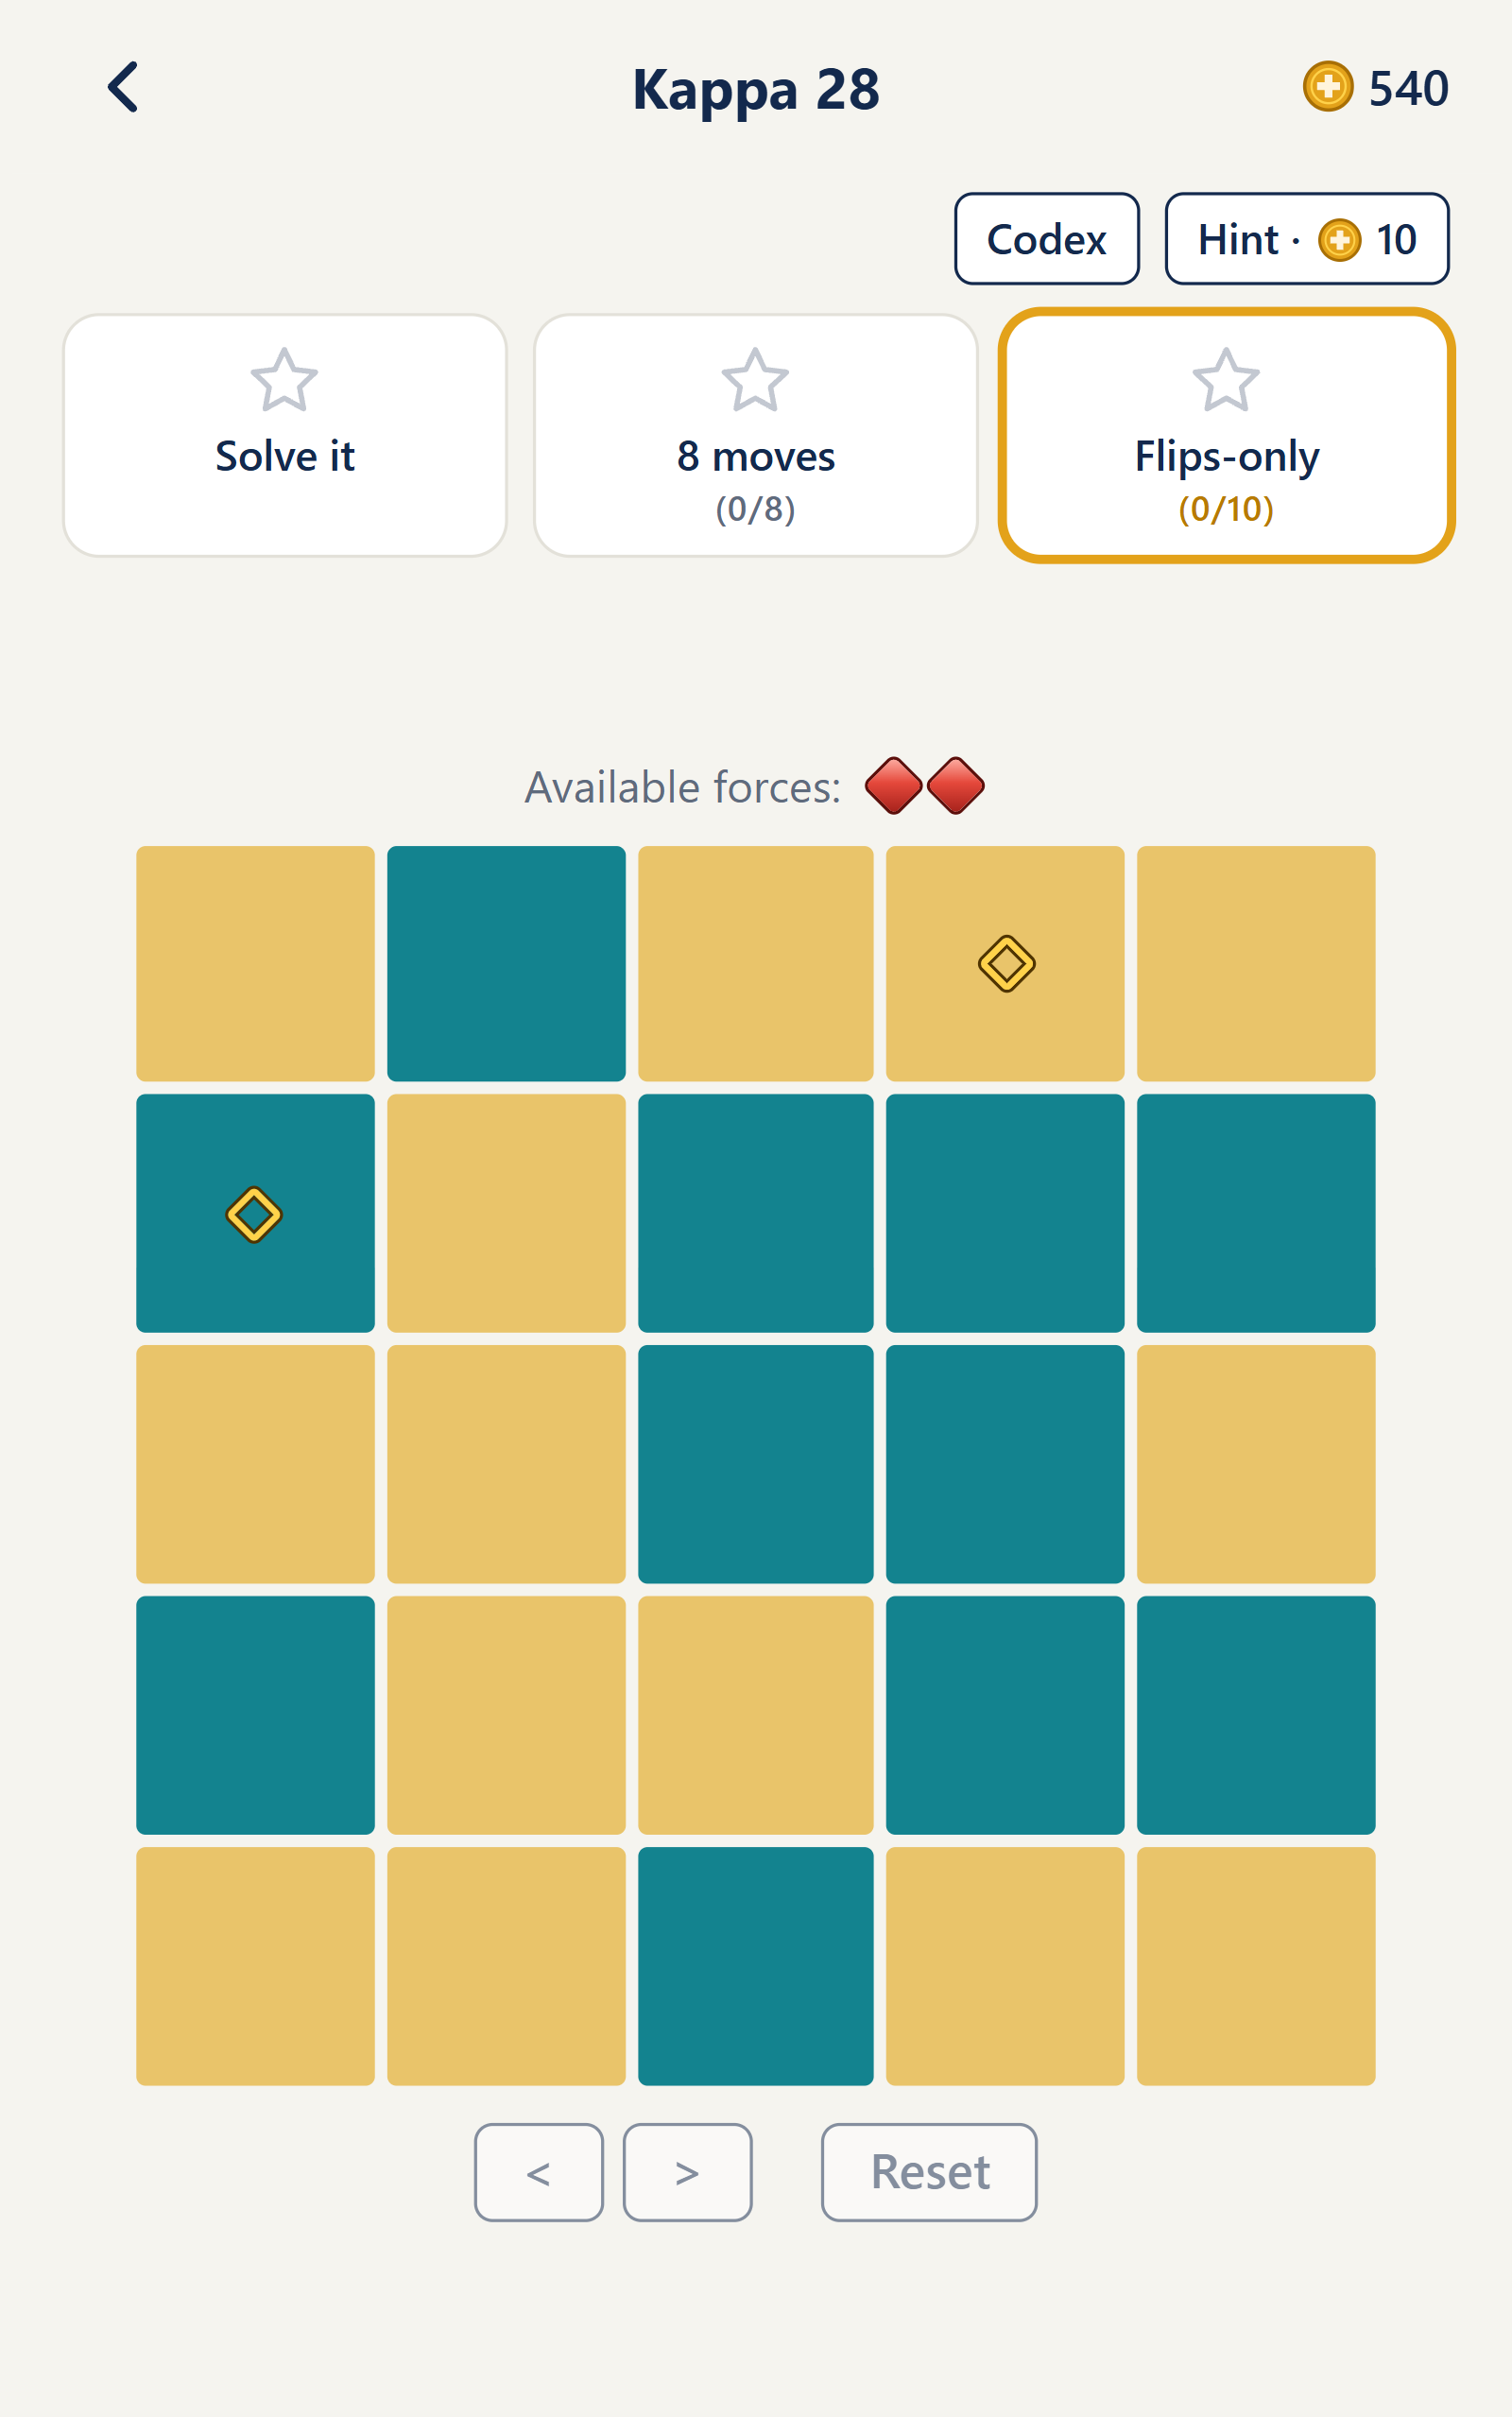 Kappa 28
540
Codex
Hint · 10
Solve it
8 moves
(0/8)
Flips-only
(0/10)
Available forces:
<
>
Reset